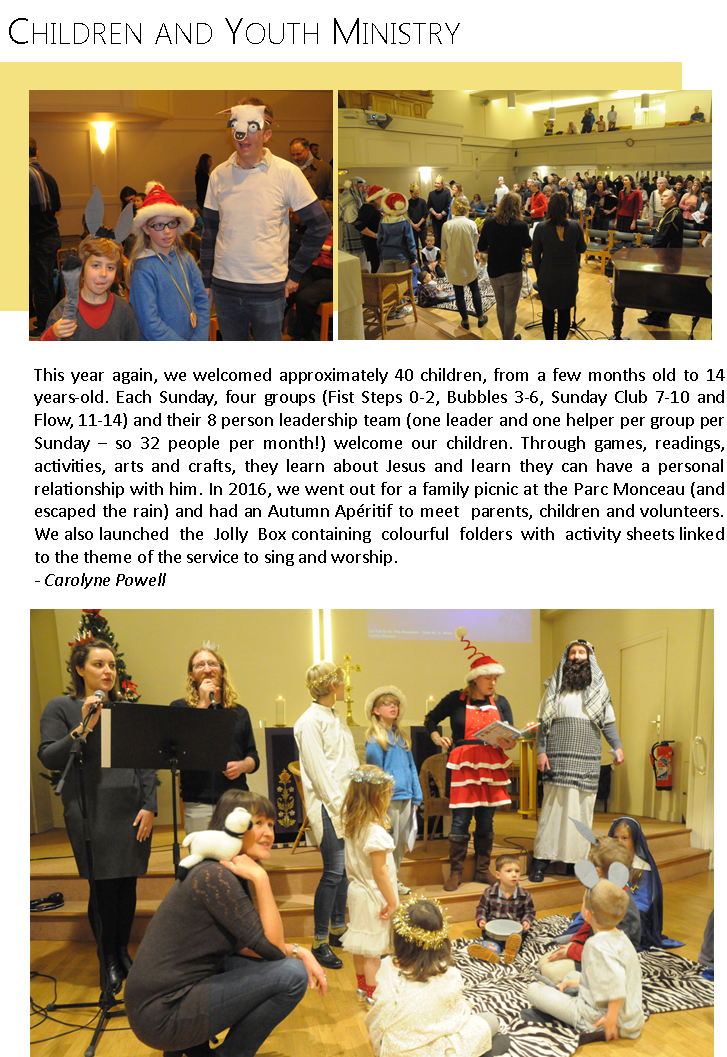 CHILDREN AND YOUTH MINISTRY
This year again, we welcomed approximately 40 children, from a few months old to 14
years-old. Each Sunday, four groups (Fist Steps 0-2, Bubbles 3-6, Sunday Club 7-10 and
Flow, 11-14) and their 8 person leadership team (one leader and one helper per group per
Sunday – so 32 people per month!) welcome our children. Through games, readings,
activities, arts and crafts, they learn about Jesus and learn they can have a personal
relationship with him. In 2016, we went out for a family picnic at the Parc Monceau (and
escaped the rain) and had an Autumn Apéritif to meet parents, children and volunteers.
We also launched the Jolly Box containing colourful folders with activity sheets linked
to the theme of the service to sing and worship.
- Carolyne Powell